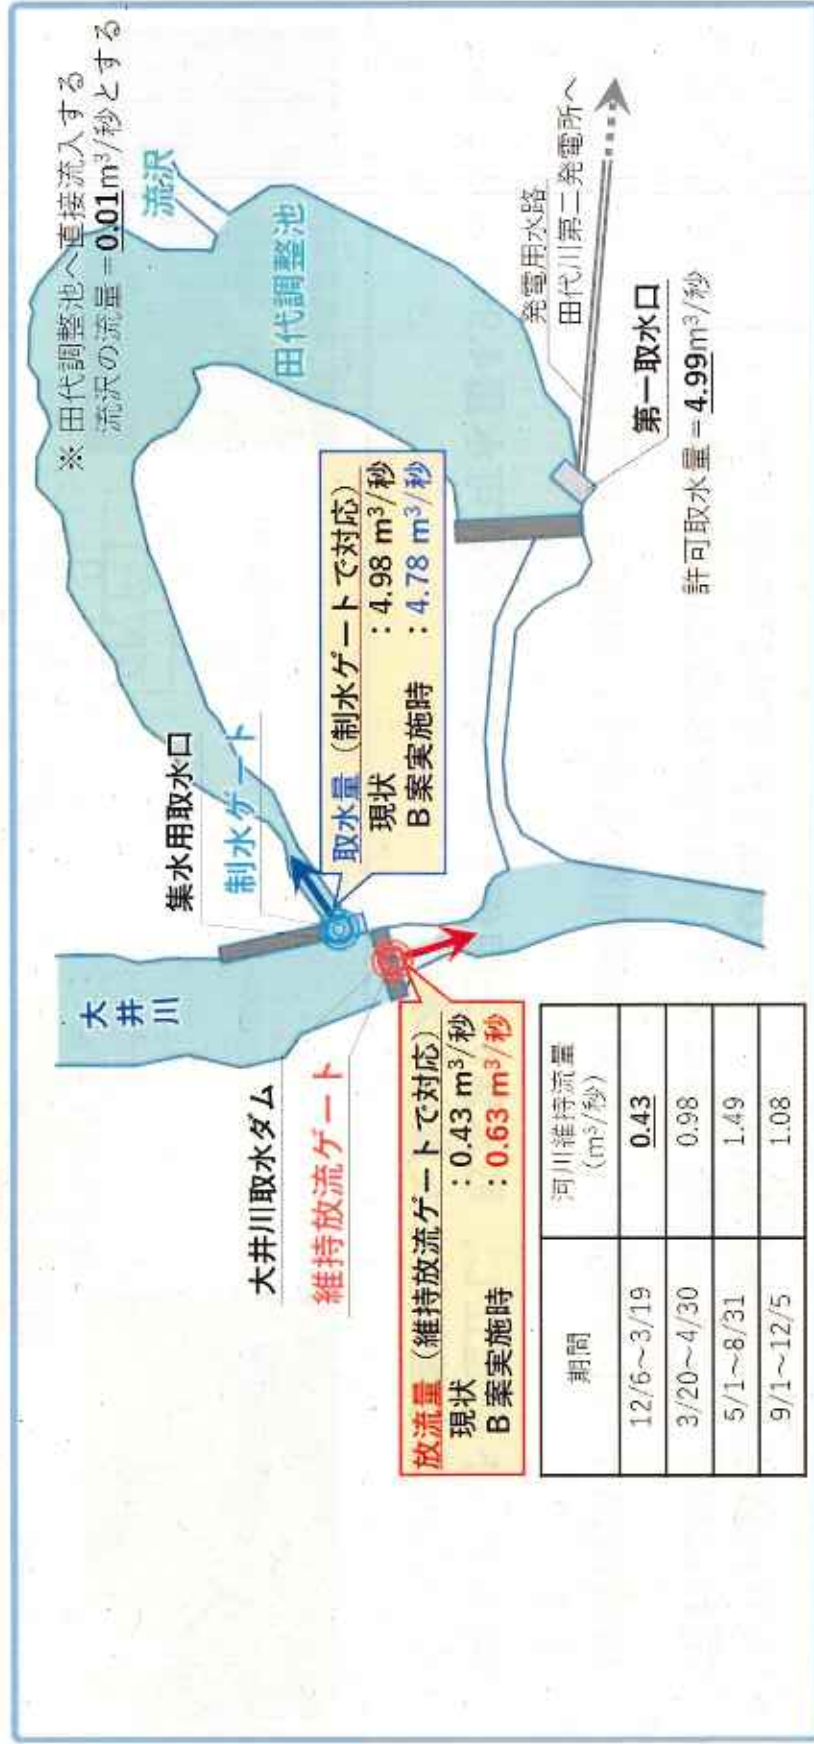 ※ 田代調整池へ直接流入する
流沢の流量＝0.01m³/秒とする
流沢
田代調整池
大井川
集水用取水口
制水ゲート
取水量（制水ゲートで対応）
現状 ：4.98 m³/秒
B案実施時 ：4.78 m³/秒
発電用水路
田代川第二発電所へ
第一取水口
許可取水量＝4.99m³/秒
大井川取水ダム
維持放流ゲート
放流量（維持放流ゲートで対応）
現状 ：0.43 m³/秒
B案実施時 ：0.63 m³/秒
期間 河川維持流量
(m³/秒)
12/6～3/19 0.43
3/20～4/30 0.98
5/1～8/31 1.49
9/1～12/5 1.08